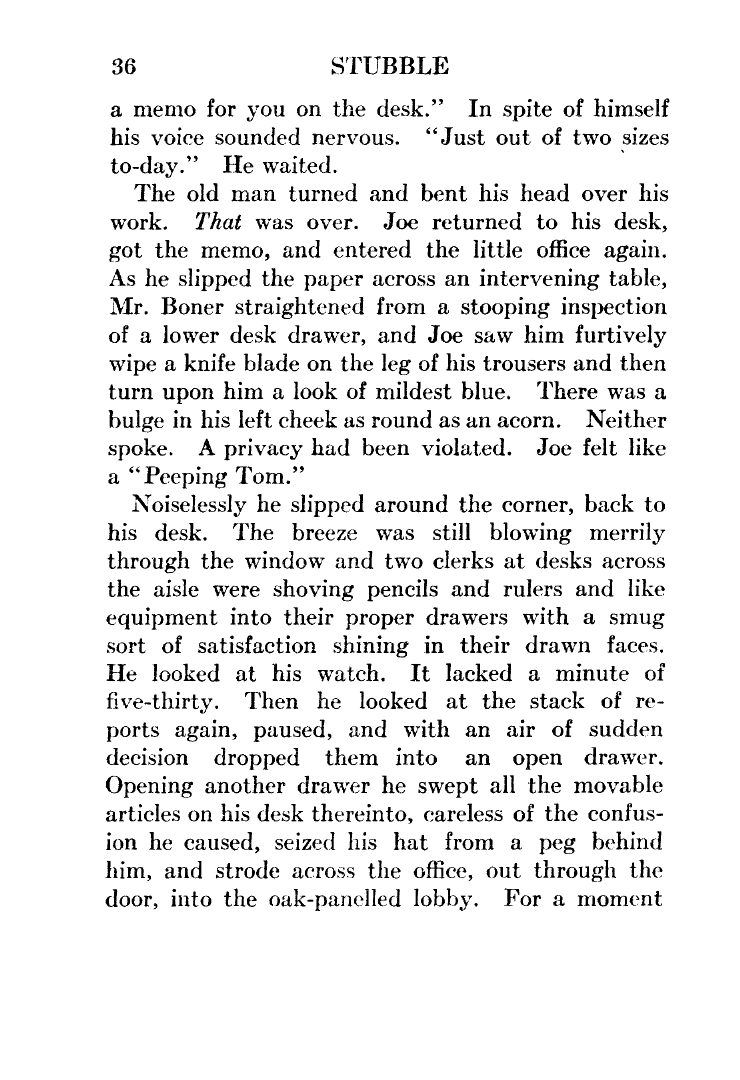 36 STUBBLE
a memo for you on the desk.” In spite of himself
his voice sounded nervous. “Just out of two sizes
to-day.” He waited.
The old man turned and bent his head over his
work. That was over. Joe returned to his desk,
got the memo, and entered the little office again.
As he slipped the paper across an intervening table,
Mr. Boner straightened from a stooping inspection
of a lower desk drawer, and Joe saw him furtively
wipe a knife blade on the leg of his trousers and then
turn upon him a look of mildest blue. There was a
bulge in his left cheek as round as an acorn. Neither
spoke. A privacy had been violated. Joe felt like
a “Peeping Tom.”
Noiselessly he slipped around the corner, back to
his desk. The breeze was still blowing merrily
through the window and two clerks at desks across
the aisle were shoving pencils and rulers and like
equipment into their proper drawers with a smug
sort of satisfaction shining in their drawn faces.
He looked at his watch. It lacked a minute of
five-thirty. Then he looked at the stack of re-
ports again, paused, and with an air of sudden
decision dropped them into an open drawer.
Opening another drawer he swept all the movable
articles on his desk thereinto, careless of the confus-
ion he caused, seized his hat from a peg behind
him, and strode across the office, out through the
door, into the oak-panelled lobby. For a moment